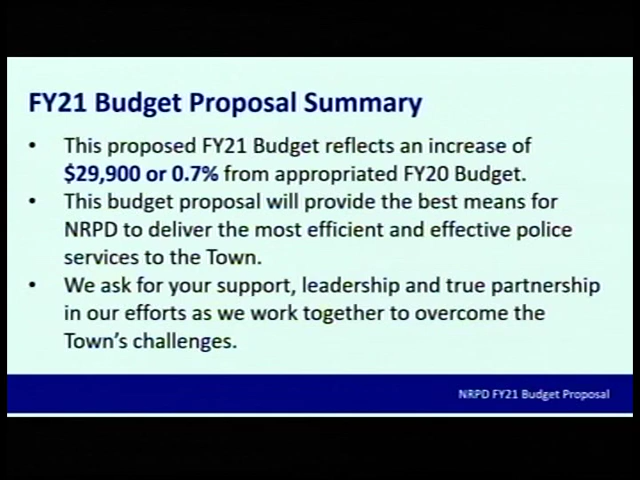 FY21 Budget Proposal Summary
• This proposed FY21 Budget reflects an increase of
$29,900 or 0.7% from appropriated FY20 Budget.
• This budget proposal will provide the best means for
NRPD to deliver the most efficient and effective police
services to the Town.
• We ask for your support, leadership and true partnership
in our efforts as we work together to overcome the
Town's challenges.
NRPD FY21 Budget Proposal